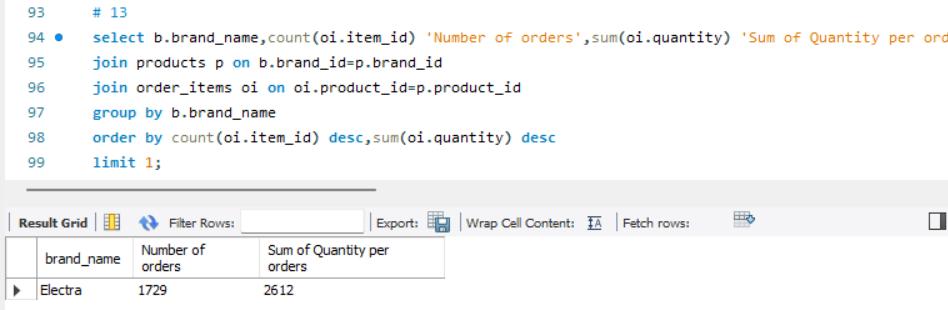 93 # 13
94 select b.brand_name,count(oi.item_id) 'Number of orders',sum(oi.quantity) 'Sum of Quantity per ord
95 join products p on b.brand_id=p.brand_id
96 join order_items oi on oi.product_id=p.product_id
97 group by b.brand_name
98 order by count(oi.item_id) desc,sum(oi.quantity) desc
99 limit 1;
Result Grid Filter Rows: Export: Wrap Cell Content: IA Fetch rows:
brand_name Number of orders Sum of Quantity per orders
Electra 1729 2612